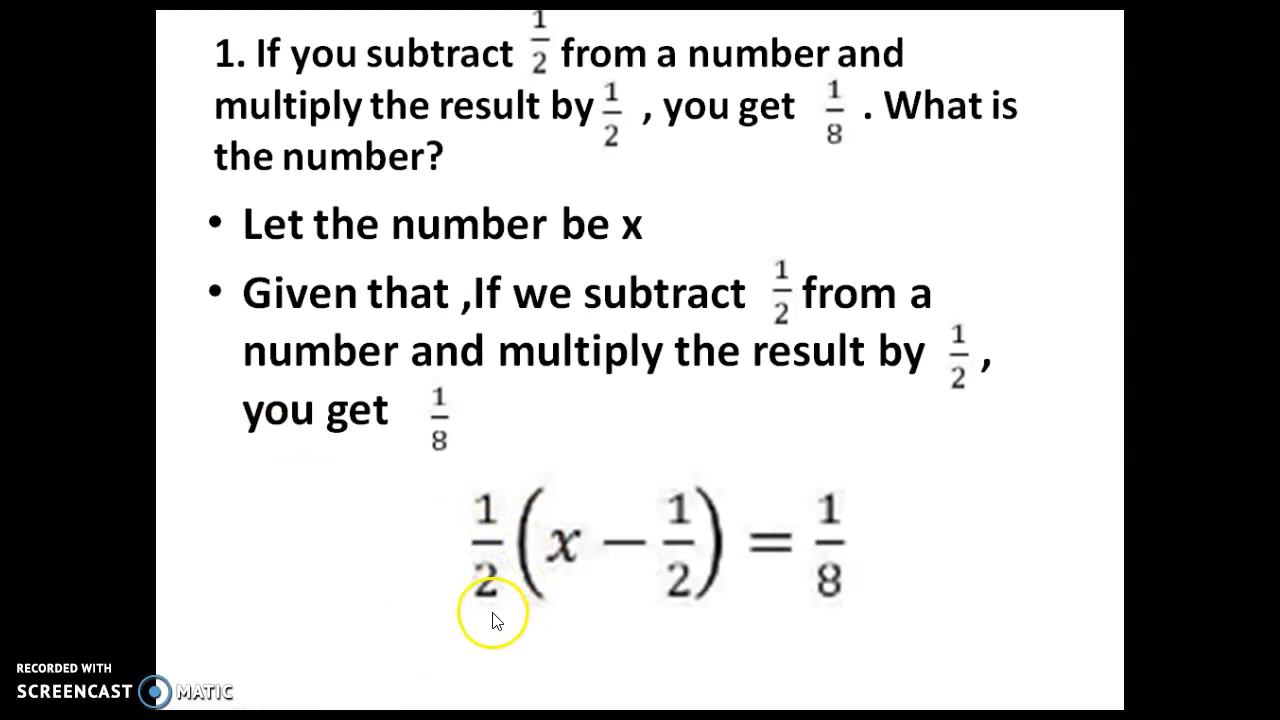 1. If you subtract 1/2 from a number and
multiply the result by 1/2 , you get 1/8 . What is
the number?
• Let the number be x
• Given that ,If we subtract 1/2 from a
number and multiply the result by 1/2 ,
you get 1/8
1/2 (x − 1/2) = 1/8
RECORDED WITH
SCREENCAST MATIC